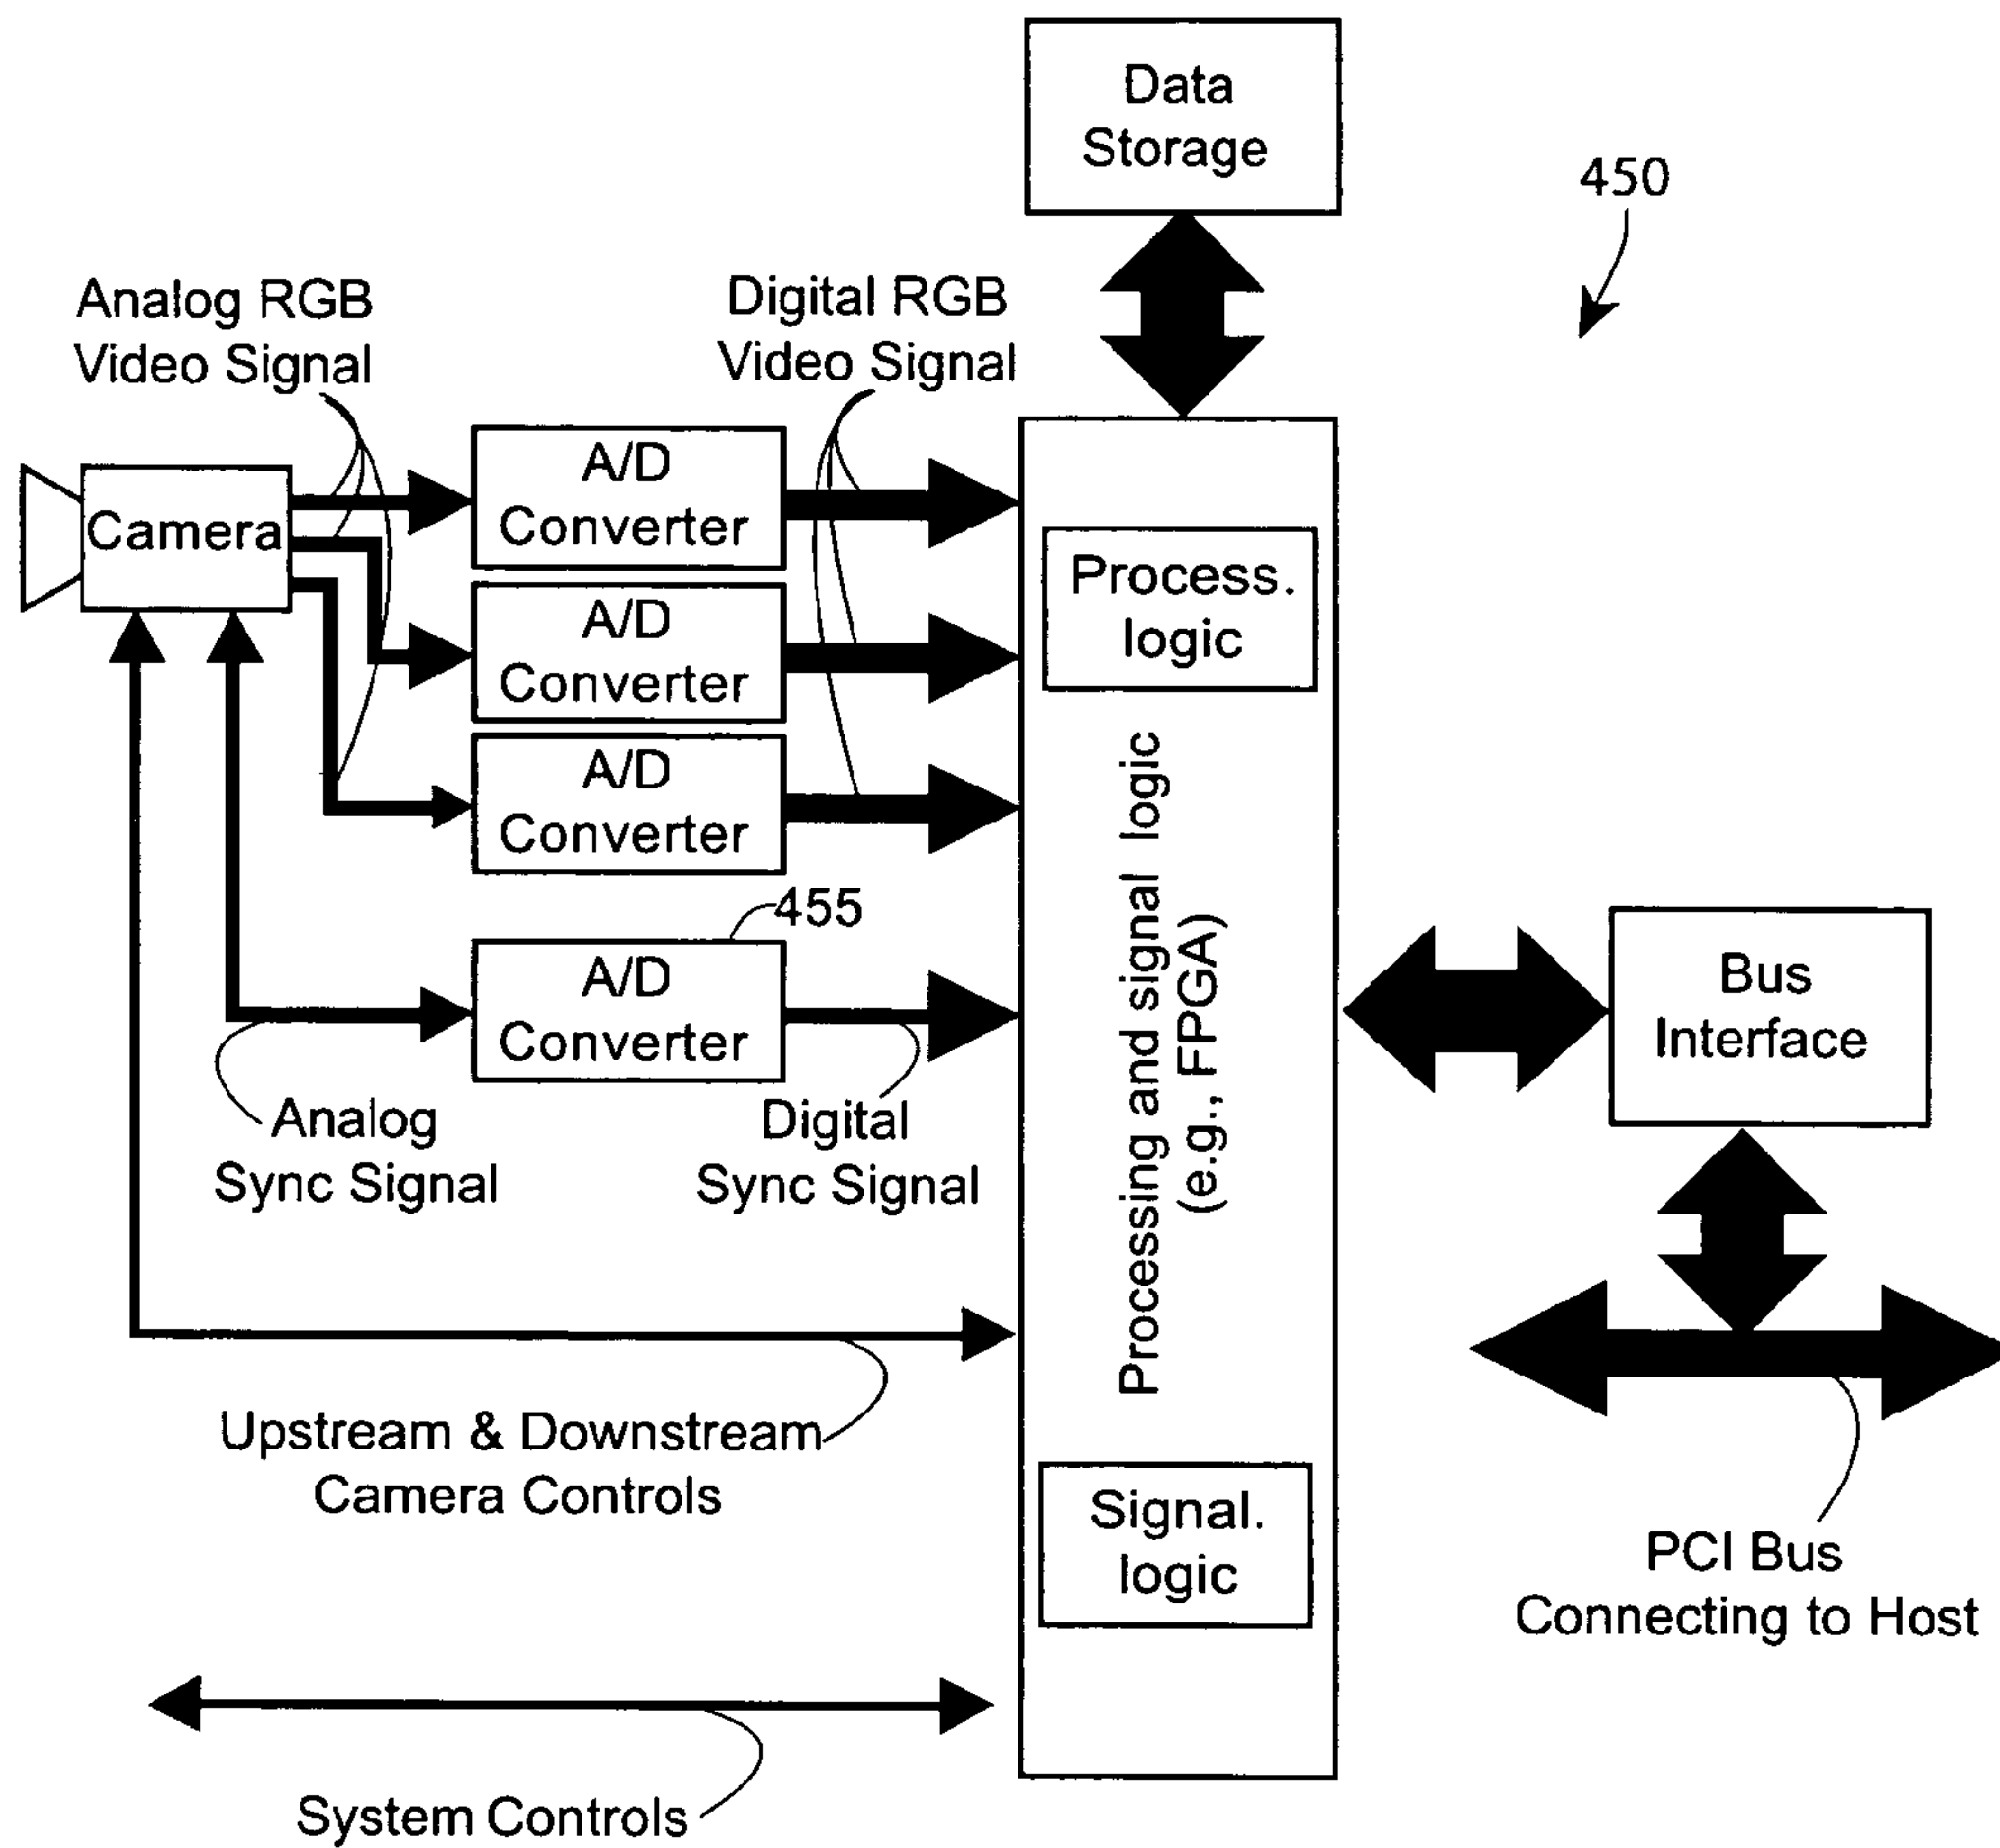 Data
Storage
450
Analog RGB
Video Signal
Digital RGB
Video Signal
Camera
A/D
Converter
A/D
Converter
A/D
Converter
455
A/D
Converter
Analog
Sync Signal
Digital
Sync Signal
Process.
logic
Processing and signal logic
(e.g., FPGA)
Signal.
logic
Bus
Interface
Upstream & Downstream
Camera Controls
PCI Bus
Connecting to Host
System Controls